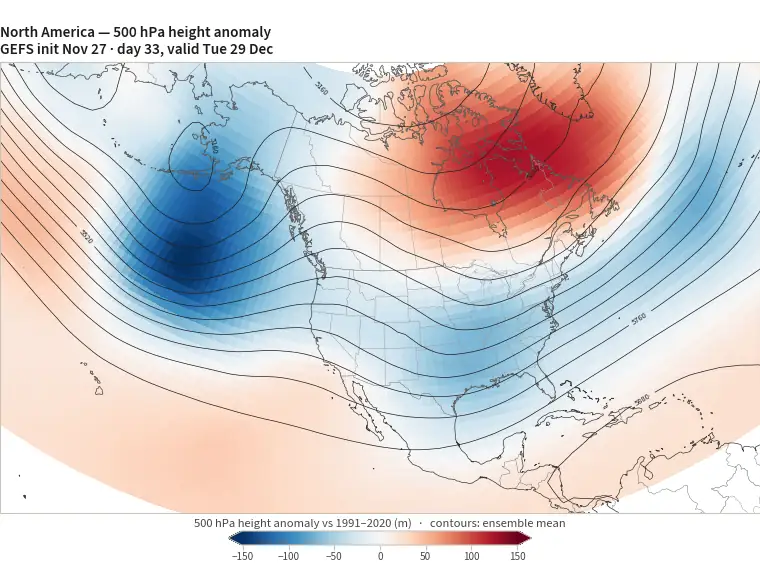 North America — 500 hPa height anomaly
GEFS init Nov 27 · day 33, valid Tue 29 Dec
5160
5160
5520
5760
5880
500 hPa height anomaly vs 1991–2020 (m) · contours: ensemble mean
−150 −100 −50 0 50 100 150